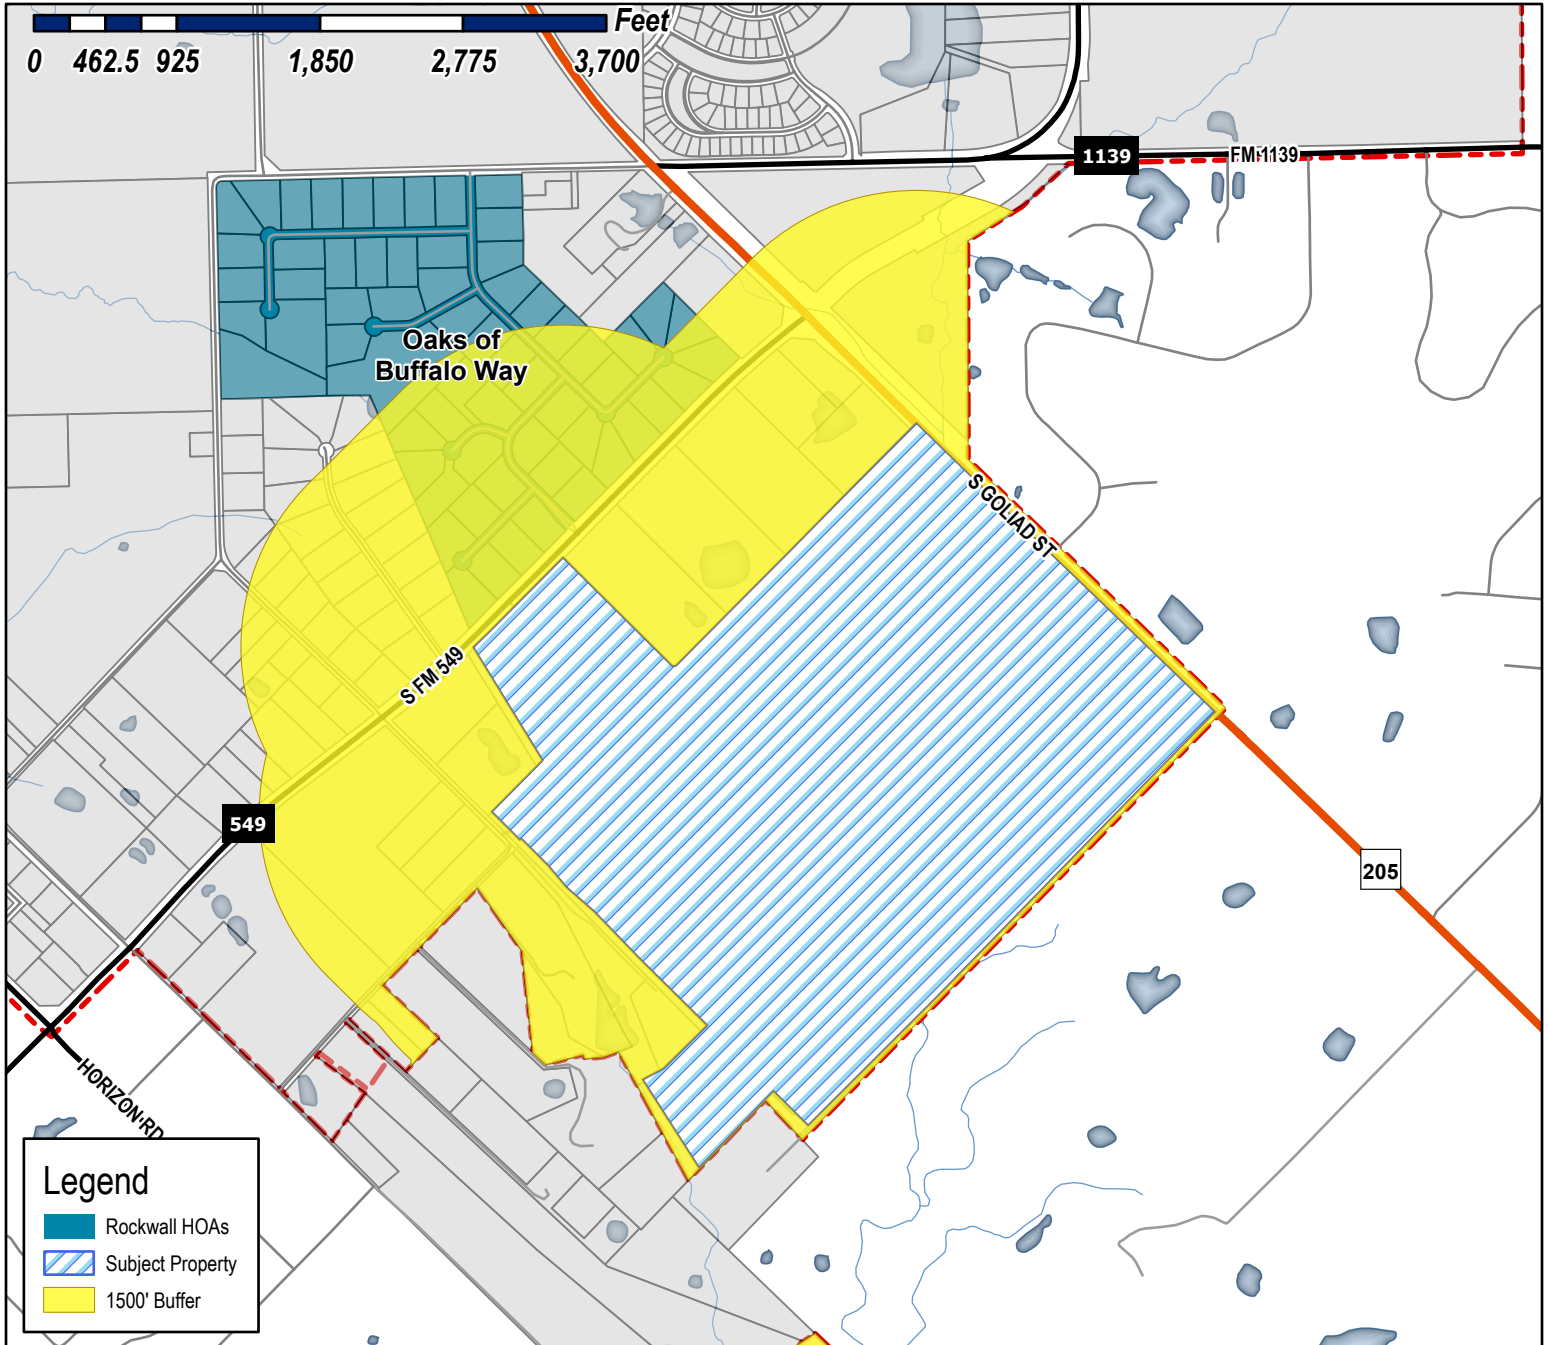 Feet
0 462.5 925 1,850 2,775 3,700
1139
FM 1139
Oaks of
Buffalo Way
S GOLIAD ST
S FM 549
549
205
HORIZON RD
Legend
Rockwall HOAs
Subject Property
1500' Buffer